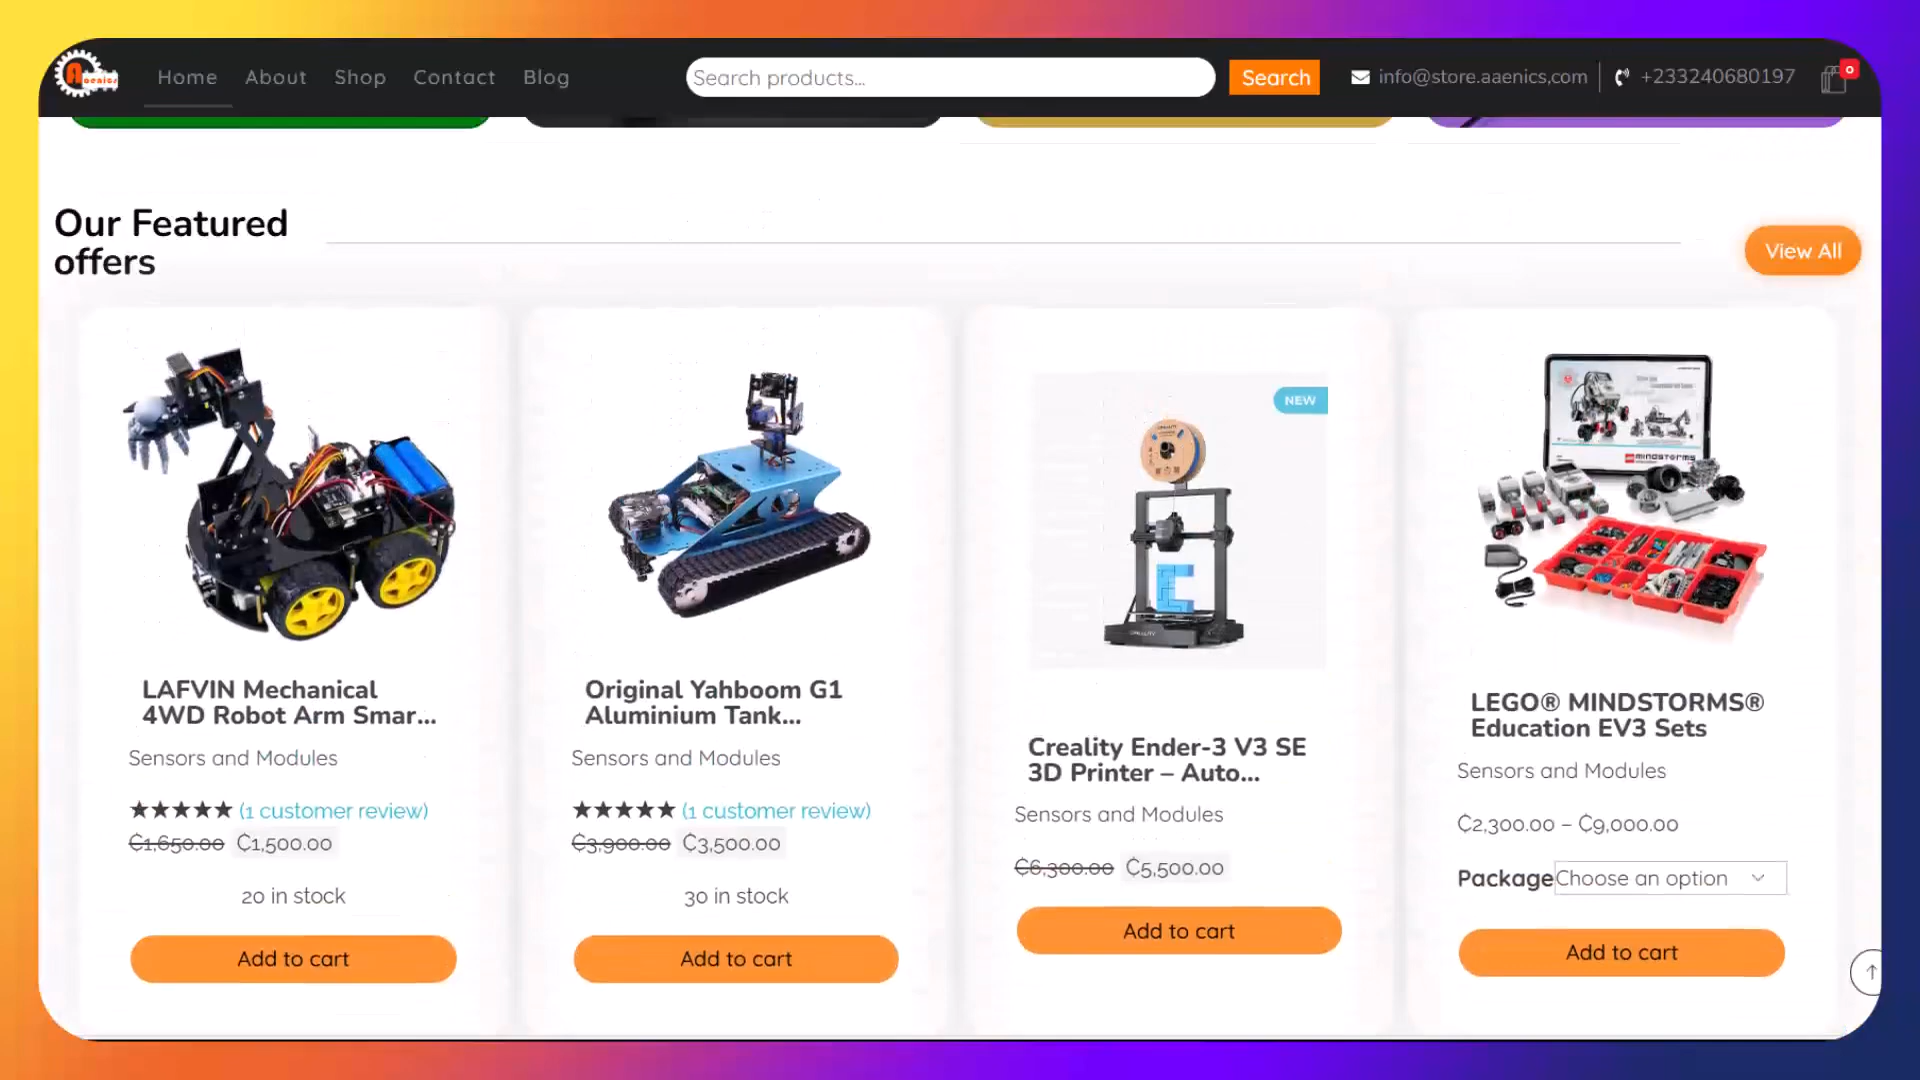 Aaenics
Home About Shop Contact Blog
Search products...
Search
info@store.aaenics,com
+233240680197
0
Our Featured
offers
View All
LAFVIN Mechanical
4WD Robot Arm Smar...
Sensors and Modules
★★★★★ (1 customer review)
₵1,650.00 ₵1,500.00
20 in stock
Add to cart
Original Yahboom G1
Aluminium Tank...
Sensors and Modules
★★★★★ (1 customer review)
₵3,900.00 ₵3,500.00
30 in stock
Add to cart
NEW
Creality Ender-3 V3 SE
3D Printer – Auto...
Sensors and Modules
₵6,300.00 ₵5,500.00
Add to cart
mindstorms
LEGO® MINDSTORMS®
Education EV3 Sets
Sensors and Modules
₵2,300.00 – ₵9,000.00
Package Choose an option
Add to cart